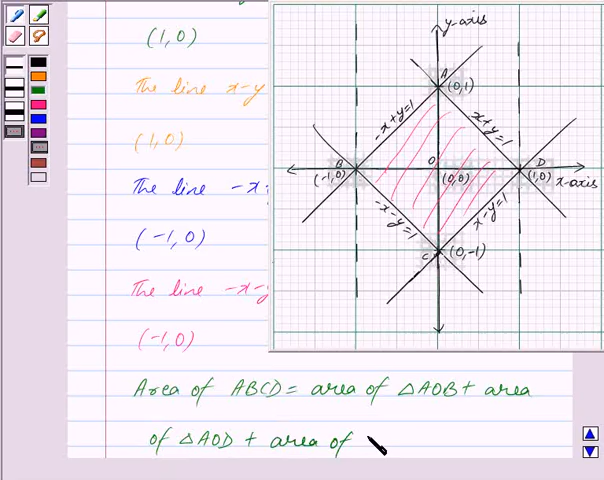 (1,0)
The line x-y
(1,0)
The line -x
(-1,0)
The line -x-y
(-1,0)
Area of ABCD = area of △AOB + area
of △AOD + area of
y-axis
A
(0,1)
-x+y=1
x+y=1
B
(-1,0)
O
(0,0)
D
(1,0)
x-axis
-x-y=1
x-y=1
C
(0,-1)